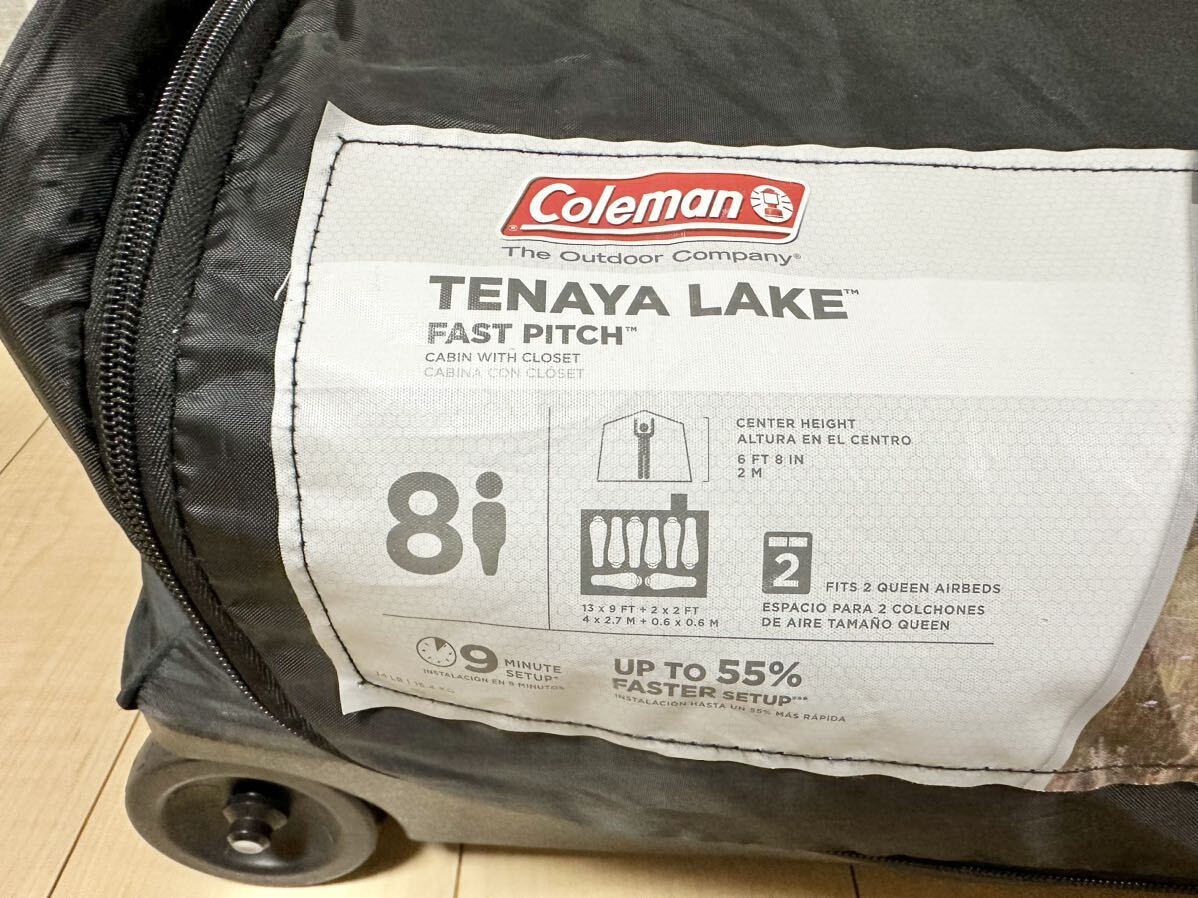 Coleman
The Outdoor Company®
TENAYA LAKE™
FAST PITCH™
CABIN WITH CLOSET
CABINA CON CLÓSET
8
CENTER HEIGHT
ALTURA EN EL CENTRO
6 FT 8 IN
2 M
13 x 9 FT + 2 x 2 FT
4 x 2.7 M + 0.6 x 0.6 M
2
FITS 2 QUEEN AIRBEDS
ESPACIO PARA 2 COLCHONES
DE AIRE TAMAÑO QUEEN
9 MINUTE
SETUP*
INSTALACIÓN EN 9 MINUTOS
UP TO 55%
FASTER SETUP***
INSTALACIÓN HASTA UN 55% MÁS RÁPIDA